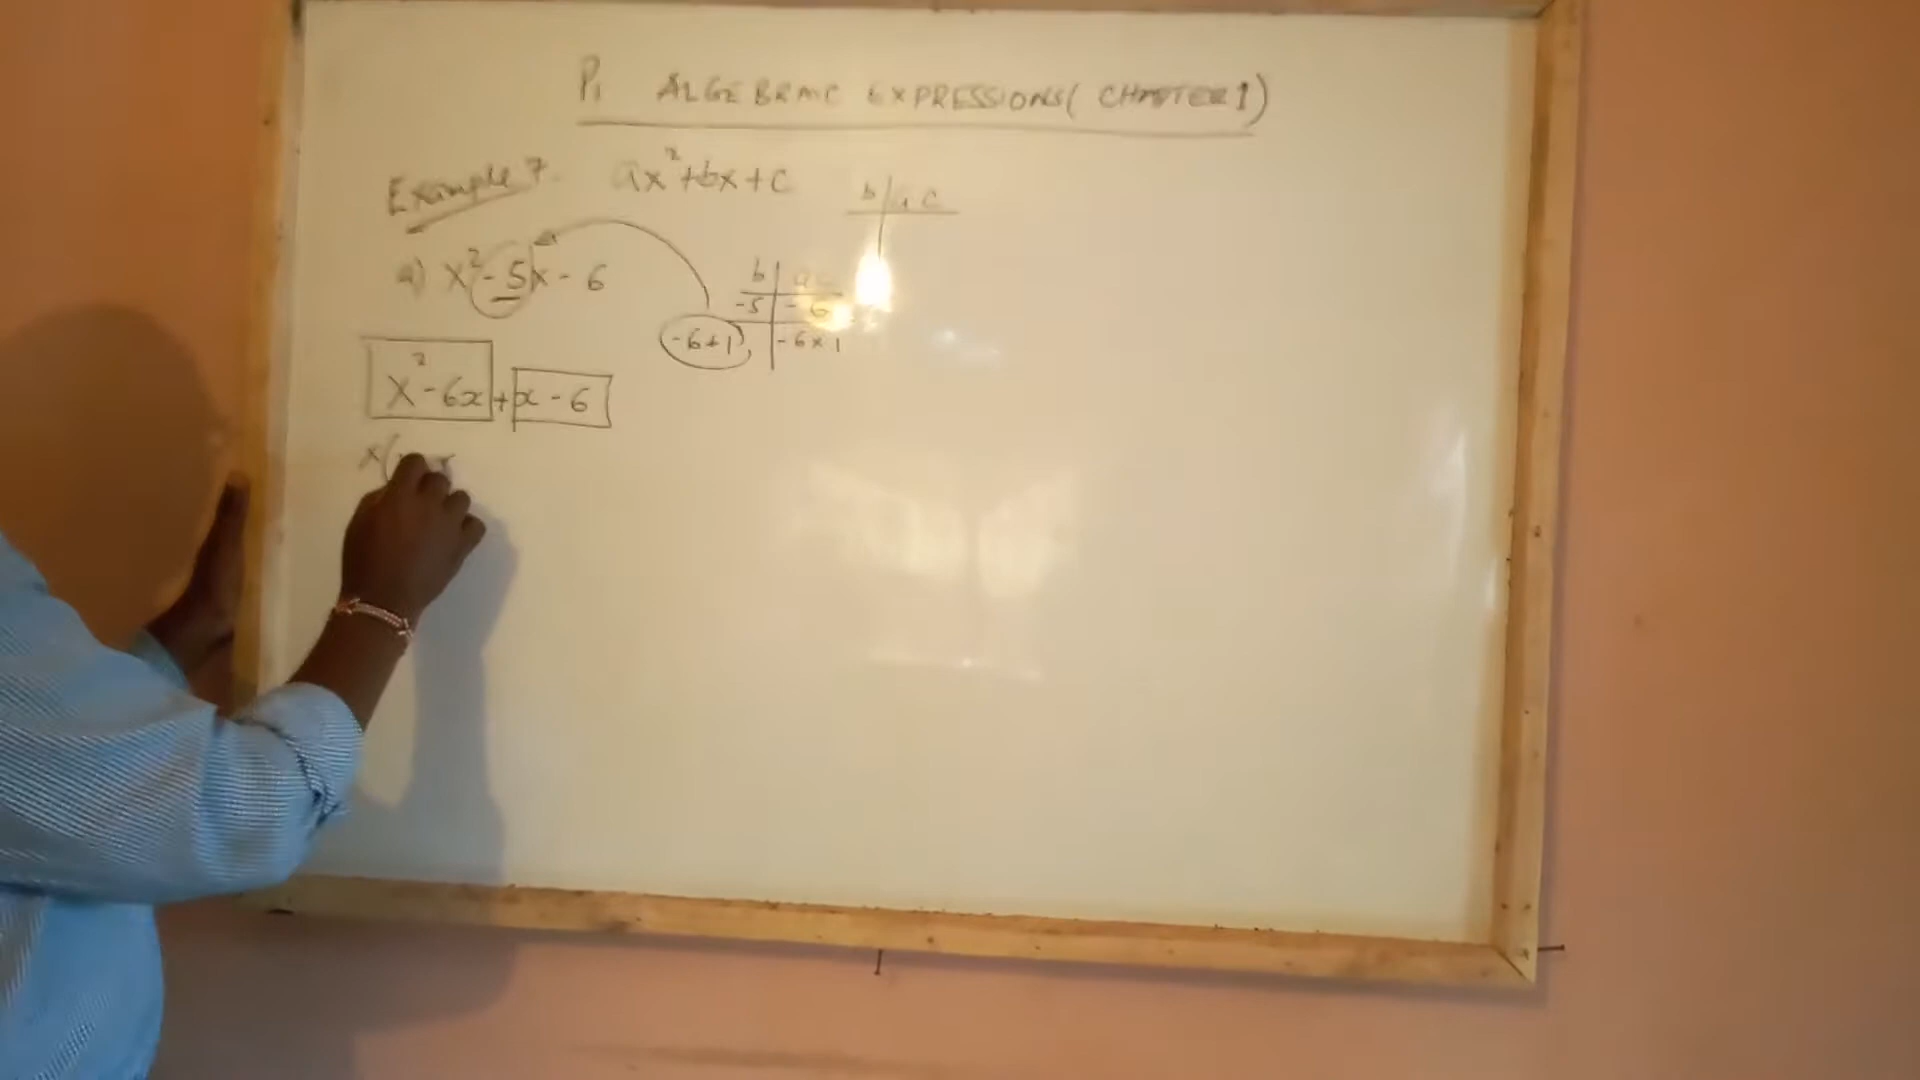 P1 ALGEBRAIC EXPRESSIONS( CHAPTER 1)
Example 7. ax²+bx+c
b | a c
a) x² - 5x - 6
b | ac
-5 | - 6
-6+1 | -6×1
x² - 6x + x - 6
x(